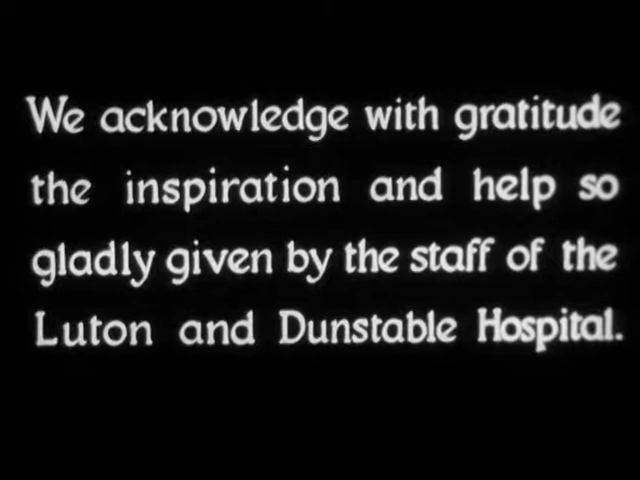 We acknowledge with gratitude
the inspiration and help so
gladly given by the staff of the
Luton and Dunstable Hospital.